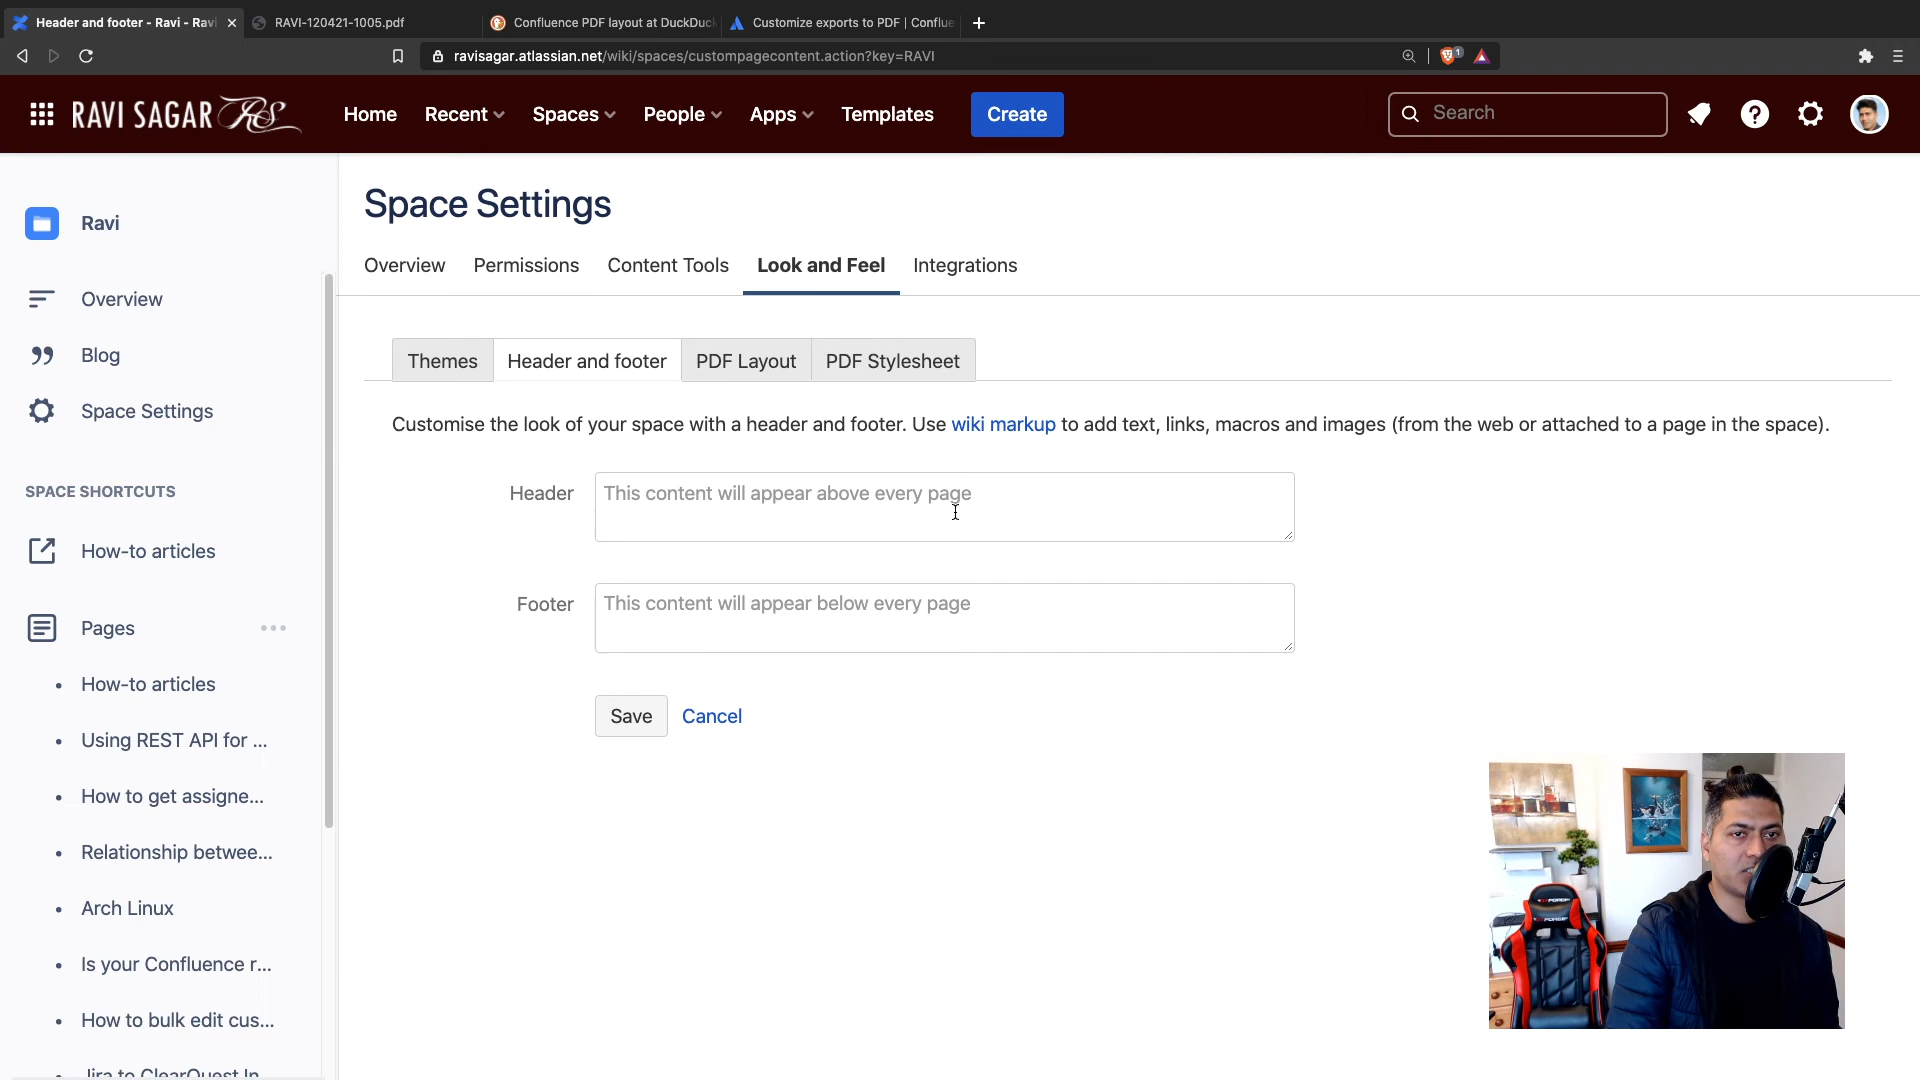 Header and footer - Ravi - Ravi
RAVI-120421-1005.pdf
Confluence PDF layout at DuckDuc
Customize exports to PDF | Conflue
ravisagar.atlassian.net/wiki/spaces/custompagecontent.action?key=RAVI
1
RAVI SAGAR RS
Home
Recent
Spaces
People
Apps
Templates
Create
Search
Ravi
Overview
Blog
Space Settings
SPACE SHORTCUTS
How-to articles
Pages
How-to articles
Using REST API for ...
How to get assigne...
Relationship betwee...
Arch Linux
Is your Confluence r...
How to bulk edit cus...
Jira to ClearQuest In
Space Settings
Overview
Permissions
Content Tools
Look and Feel
Integrations
Themes
Header and footer
PDF Layout
PDF Stylesheet
Customise the look of your space with a header and footer. Use wiki markup to add text, links, macros and images (from the web or attached to a page in the space).
Header
This content will appear above every page
Footer
This content will appear below every page
Save
Cancel